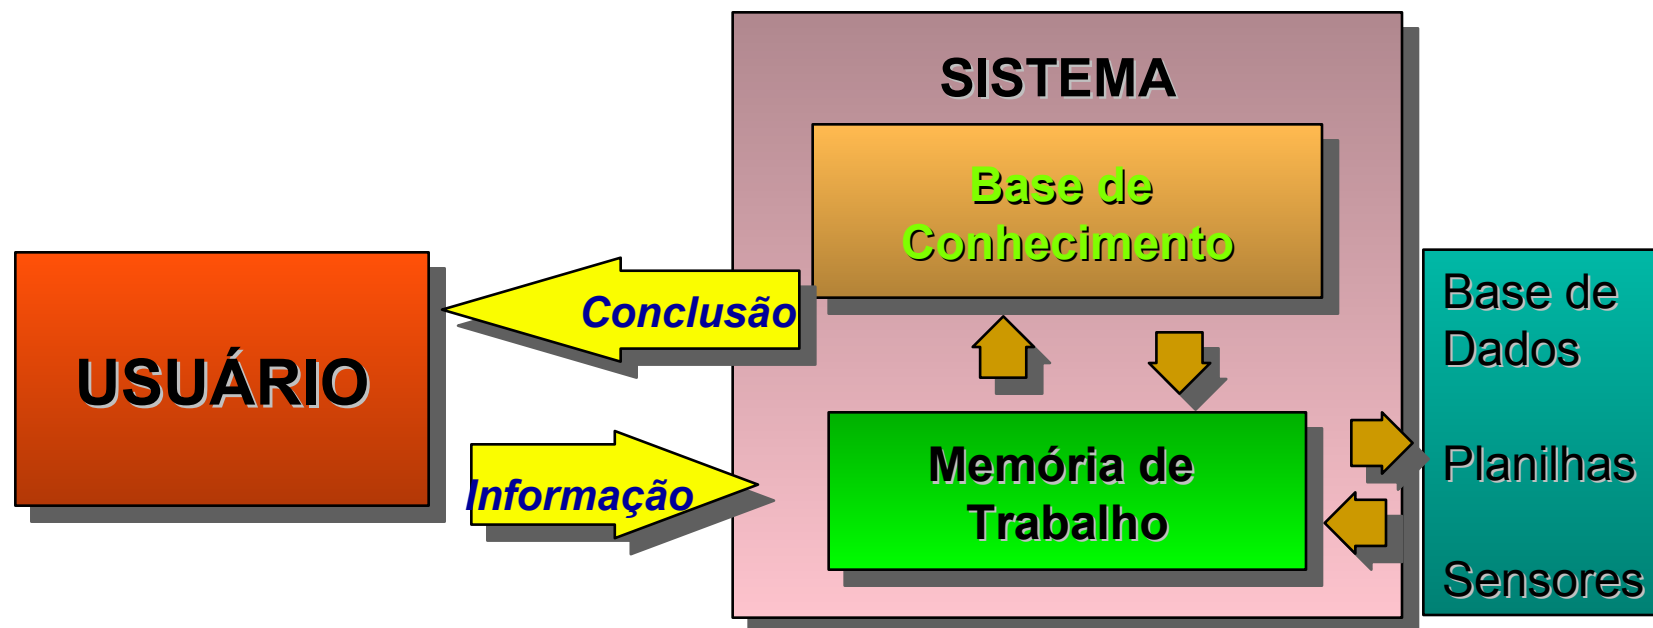 SISTEMA
Base de
Conhecimento
Conclusão
USUÁRIO
Informação
Memória de
Trabalho
Base de
Dados
Planilhas
Sensores